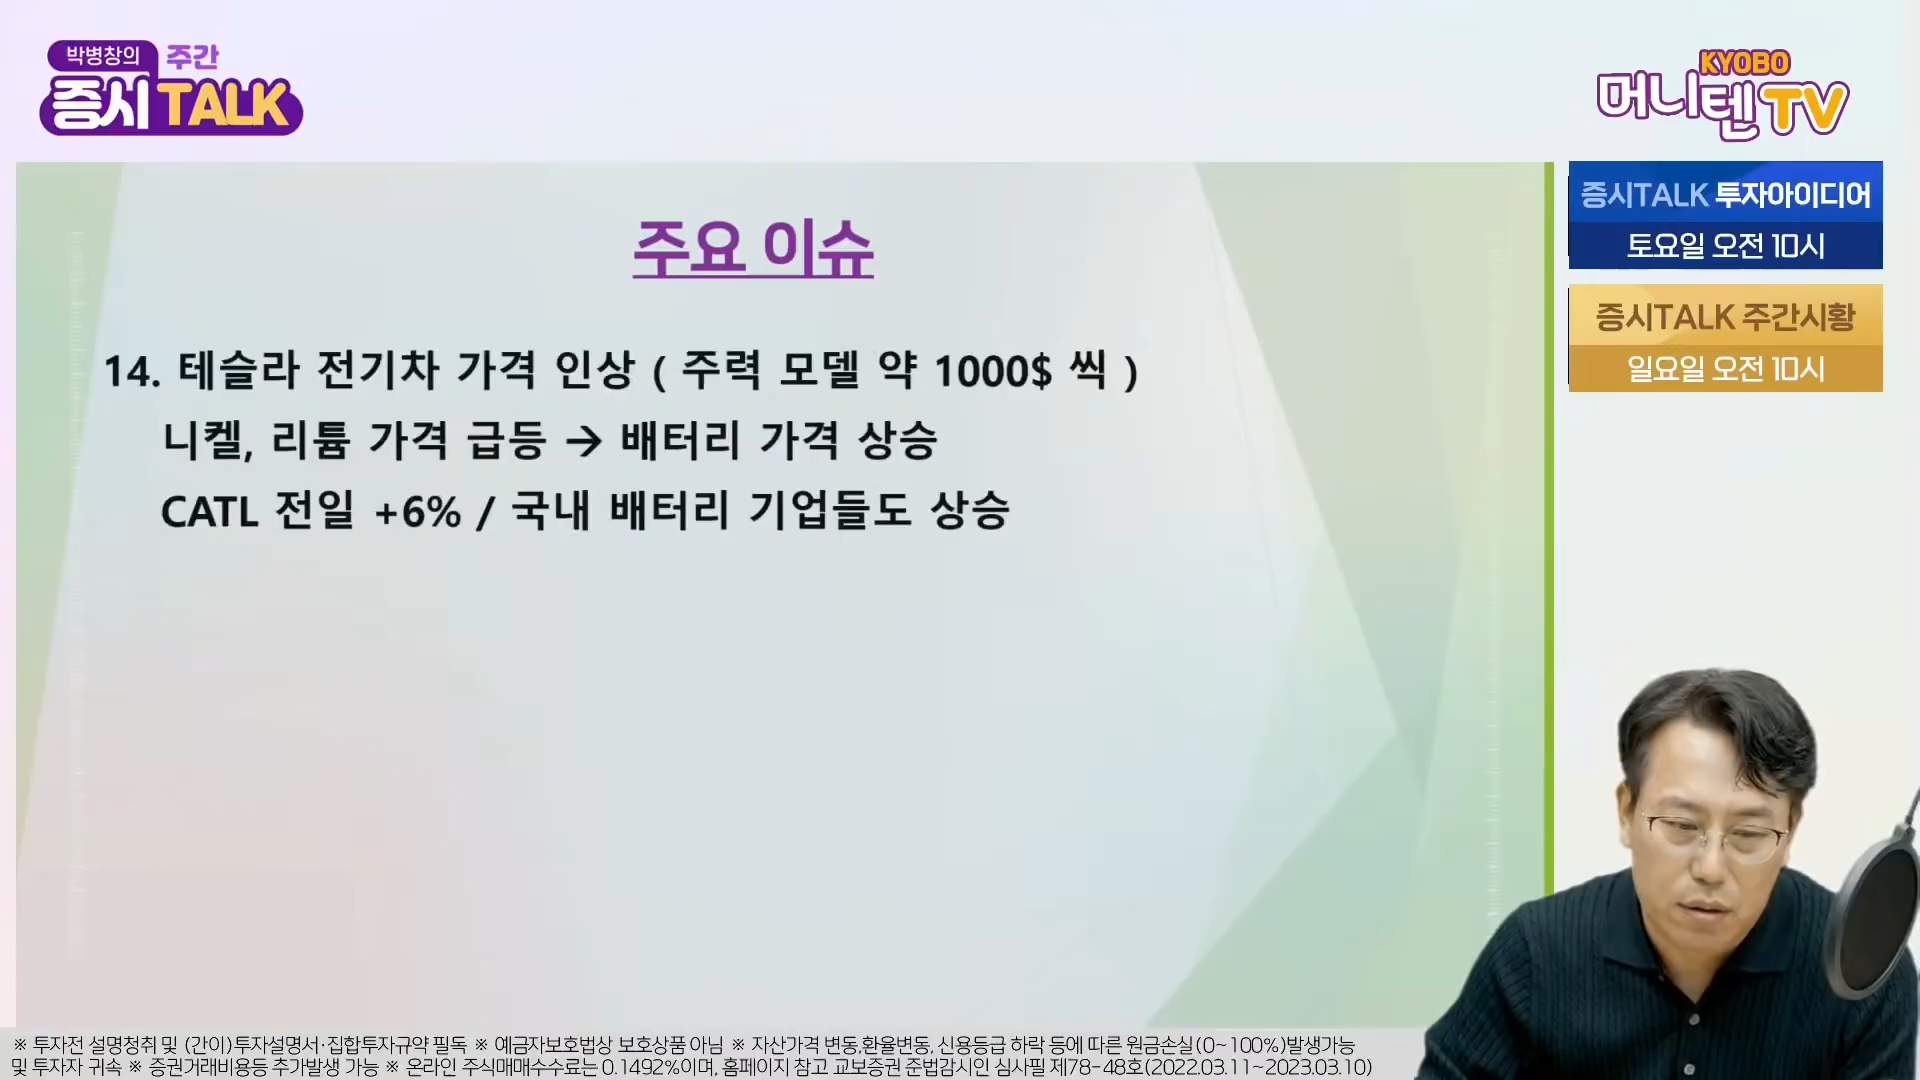 박병창의 주간
증시 TALK
KYOBO
머니텐 TV
증시TALK 투자아이디어
토요일 오전 10시
증시TALK 주간시황
일요일 오전 10시
주요 이슈
14. 테슬라 전기차 가격 인상 ( 주력 모델 약 1000$ 씩 )
니켈, 리튬 가격 급등 → 배터리 가격 상승
CATL 전일 +6% / 국내 배터리 기업들도 상승
※ 투자전 설명청취 및 (간이)투자설명서·집합투자규약 필독 ※ 예금자보호법상 보호상품 아님 ※ 자산가격 변동,환율변동, 신용등급 하락 등에 따른 원금손실(0~100%)발생가능
및 투자자 귀속 ※ 증권거래비용등 추가발생 가능 ※ 온라인 주식매매수수료는 0.1492%이며, 홈페이지 참고 교보증권 준법감시인 심사필 제78-48호(2022.03.11~2023.03.10)